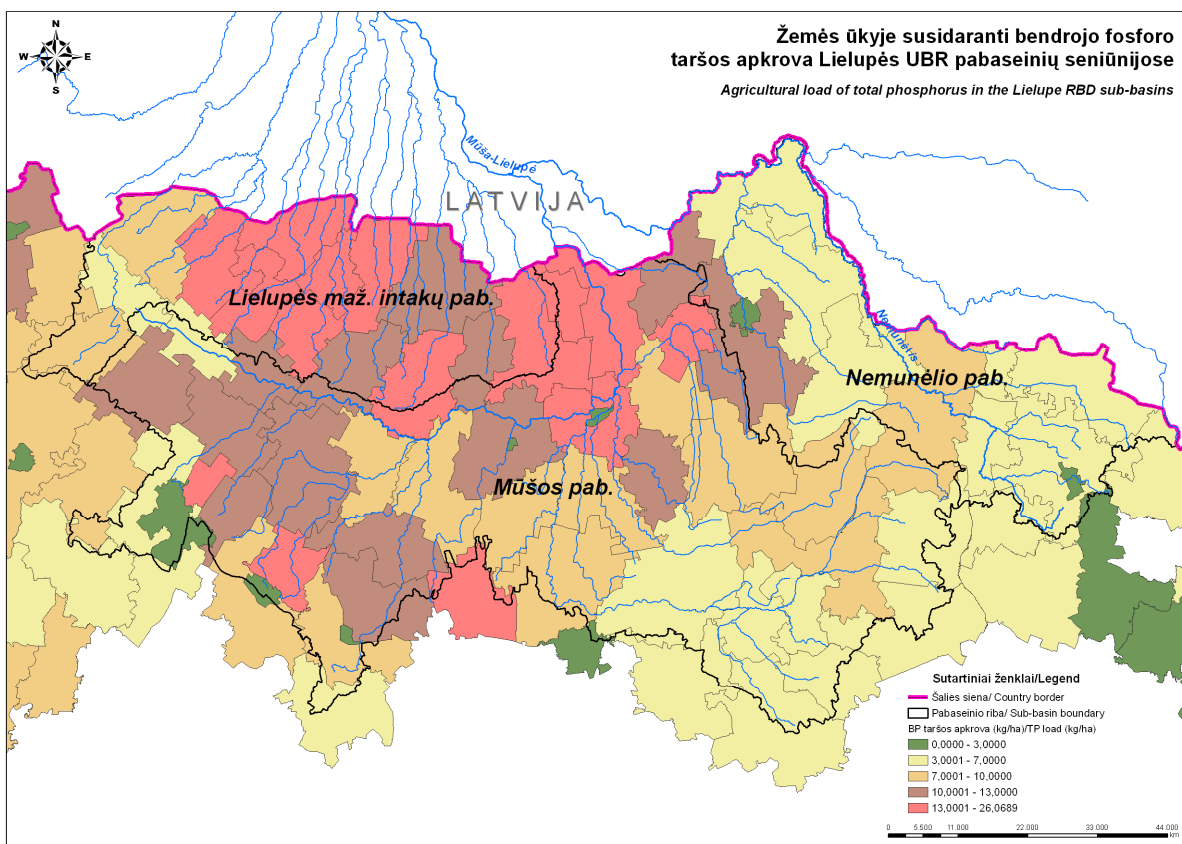 Žemės ūkyje susidaranti bendrojo fosforo
taršos apkrova Lielupės UBR pabaseinių seniūnijose
Agricultural load of total phosphorus in the Lielupe RBD sub-basins
N
W
E
S
Mūša-Lielupė
LATVIJA
Lielupės maž. intakų pab.
Nemunėlis
Nemunėlio pab.
Mūšos pab.
Sutartiniai ženklai/Legend
Šalies siena/ Country border
Pabaseinio riba/ Sub-basin boundary
BP taršos apkrova (kg/ha)/TP load (kg/ha)
0,0000 - 3,0000
3,0001 - 7,0000
7,0001 - 10,0000
10,0001 - 13,0000
13,0001 - 26,0689
0 5.500 11.000 22.000 33.000 44.000
km